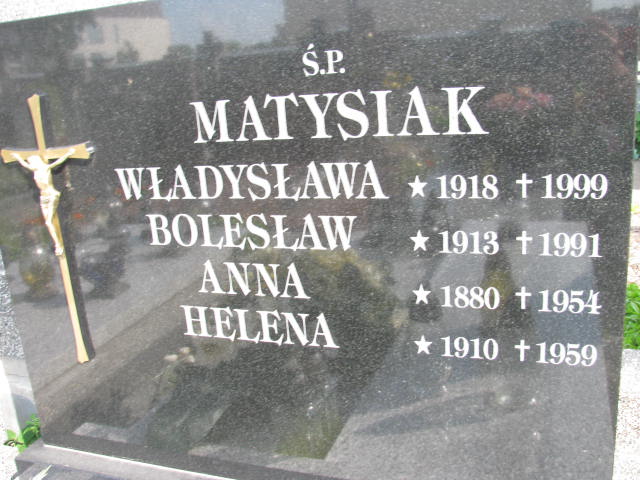 Ś.P.
MATYSIAK
WŁADYSŁAWA ★ 1918 † 1999
BOLESŁAW ★ 1913 † 1991
ANNA ★ 1880 † 1954
HELENA ★ 1910 † 1959